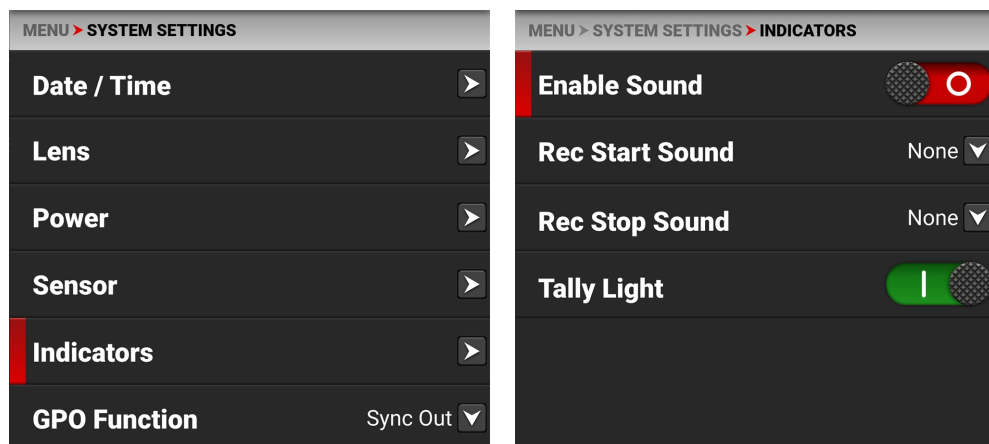 MENU > SYSTEM SETTINGS
Date / Time
Lens
Power
Sensor
Indicators
GPO Function Sync Out
MENU > SYSTEM SETTINGS > INDICATORS
Enable Sound
Rec Start Sound None
Rec Stop Sound None
Tally Light